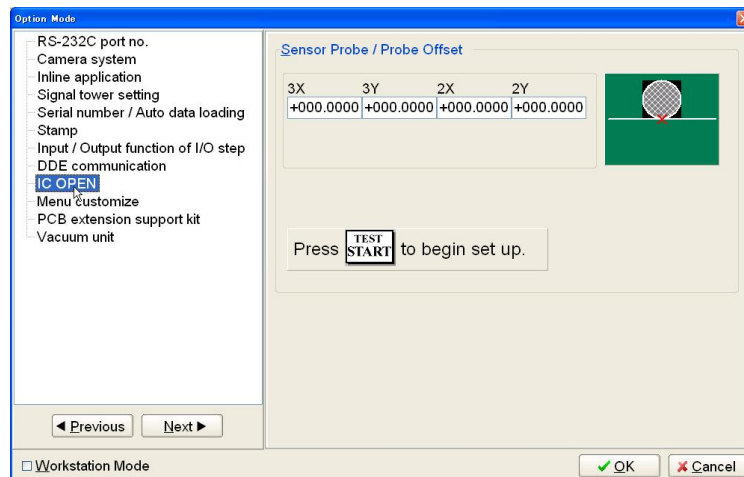 Option Mode
RS-232C port no.
Camera system
Inline application
Signal tower setting
Serial number / Auto data loading
Stamp
Input / Output function of I/O step
DDE communication
IC OPEN
Menu customize
PCB extension support kit
Vacuum unit
◄ Previous
Next ►
Workstation Mode
Sensor Probe / Probe Offset
3X 3Y 2X 2Y
+000.0000 +000.0000 +000.0000 +000.0000
Press TEST START to begin set up.
OK
Cancel